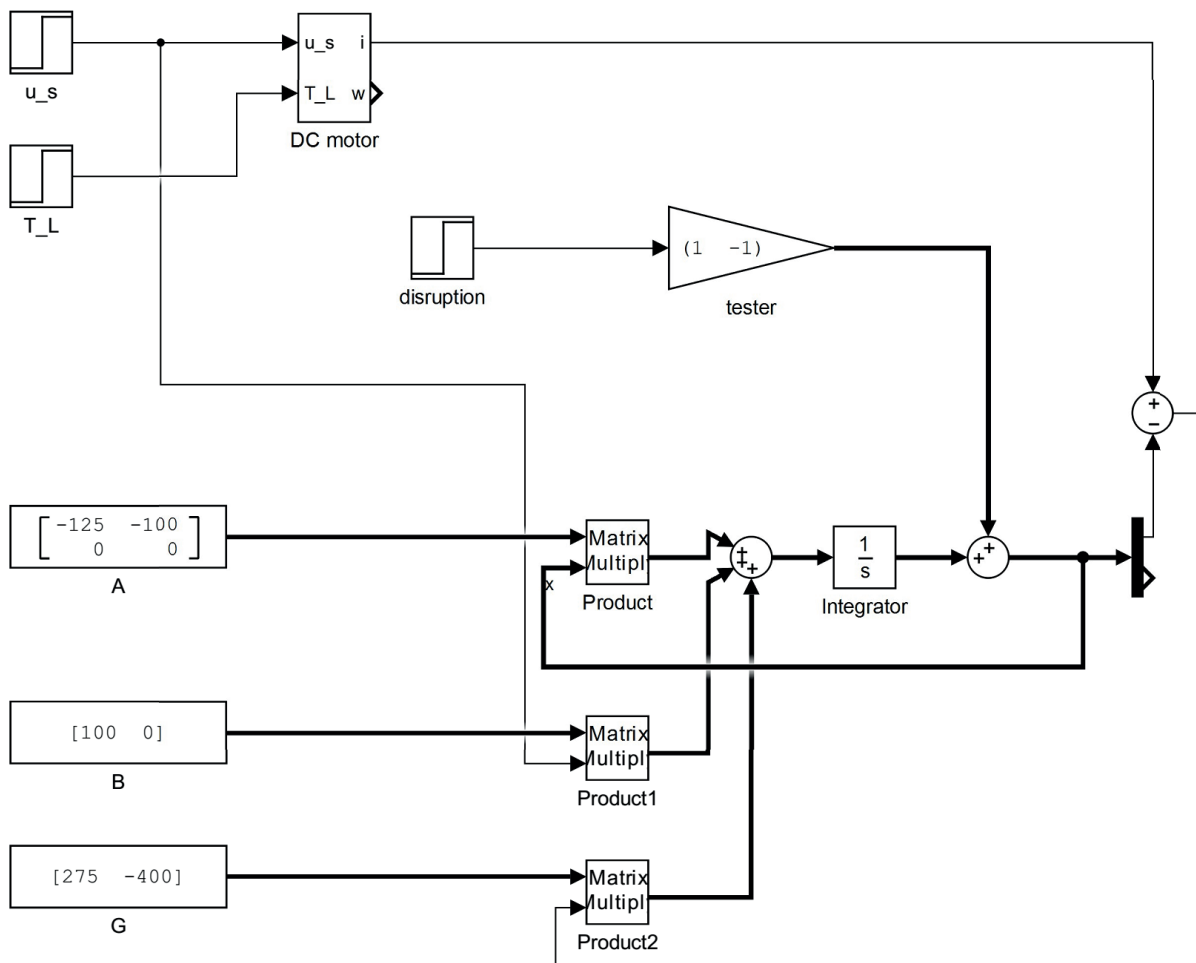 u_s
u_s i
T_L w
DC motor
T_L
(1 -1)
disruption
tester
+
−
[-125 -100
0 0]
A
Matrix
Multipl
x
Product
+
+
+
1
s
Integrator
+
+
[100 0]
B
Matrix
Multipl
Product1
[275 -400]
G
Matrix
Multipl
Product2